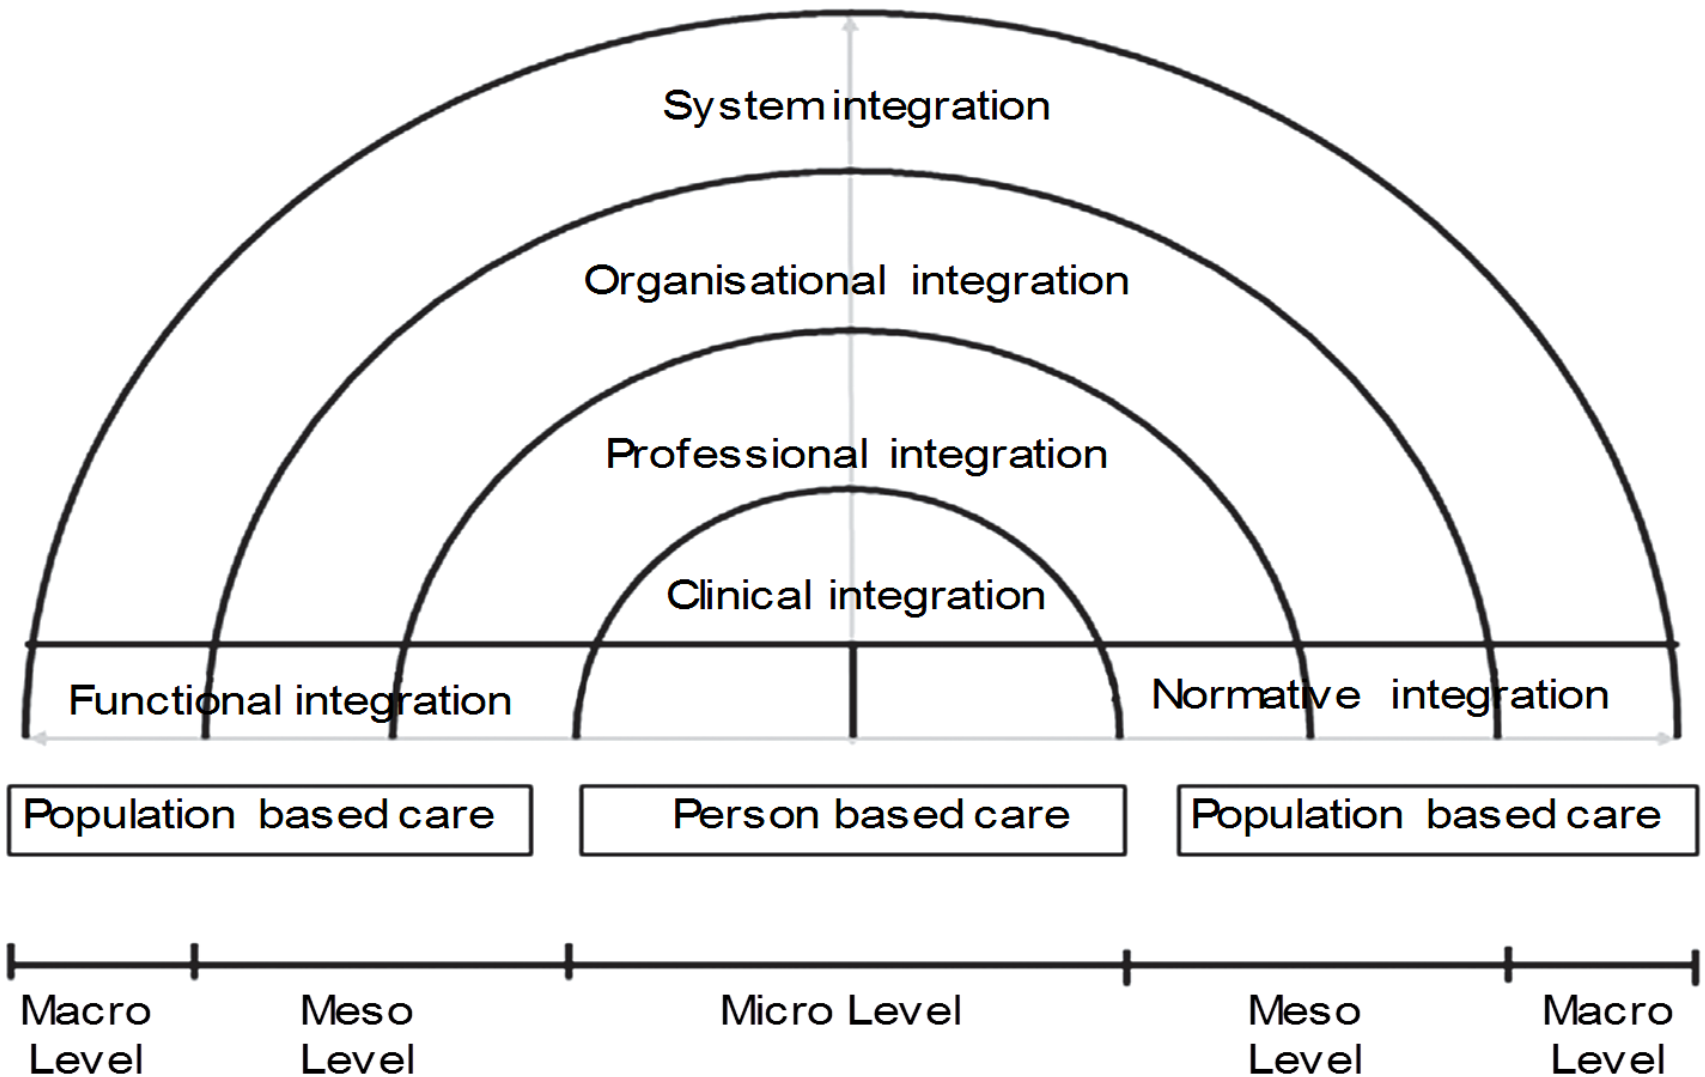 System integration
Organisational integration
Professional integration
Clinical integration
Functional integration
Normative integration
Population based care
Person based care
Population based care
Macro
Level
Meso
Level
Micro Level
Meso
Level
Macro
Level